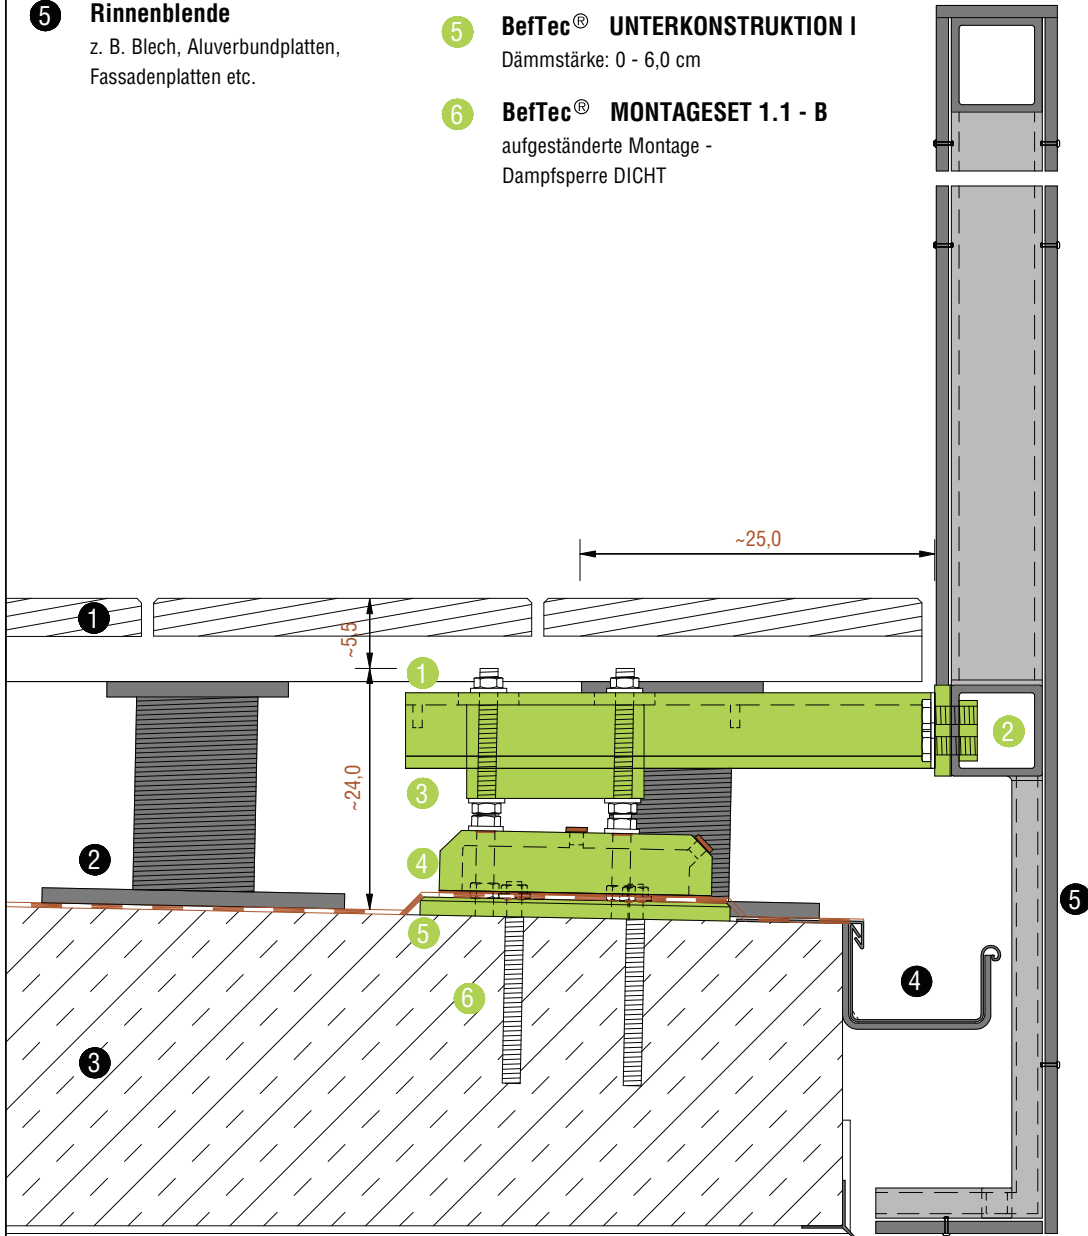 5 Rinnenblende
z. B. Blech, Aluverbundplatten,
Fassadenplatten etc.
5 BefTec® UNTERKONSTRUKTION I
Dämmstärke: 0 - 6,0 cm
6 BefTec® MONTAGESET 1.1 - B
aufgeständerte Montage -
Dampfsperre DICHT
~25,0
1
~5,5
1
2
~24,0
3
2
4
5
5
4
6
3